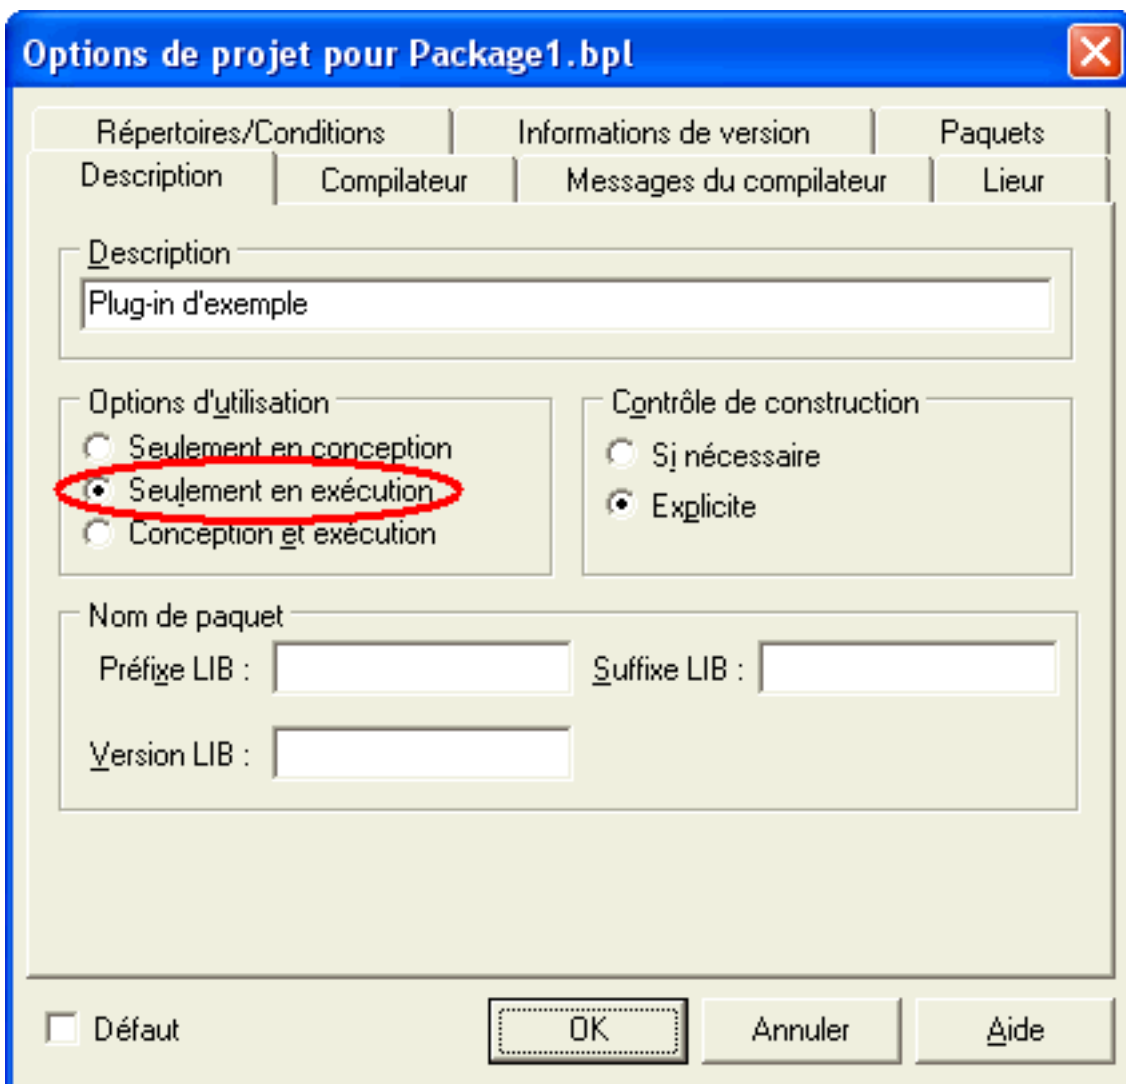 Options de projet pour Package1.bpl
Répertoires/Conditions Informations de version Paquets
Description Compilateur Messages du compilateur Lieur
Description
Plug-in d'exemple
Options d'utilisation
Seulement en conception
Seulement en exécution
Conception et exécution
Contrôle de construction
Si nécessaire
Explicite
Nom de paquet
Préfixe LIB : Suffixe LIB :
Version LIB :
Défaut OK Annuler Aide